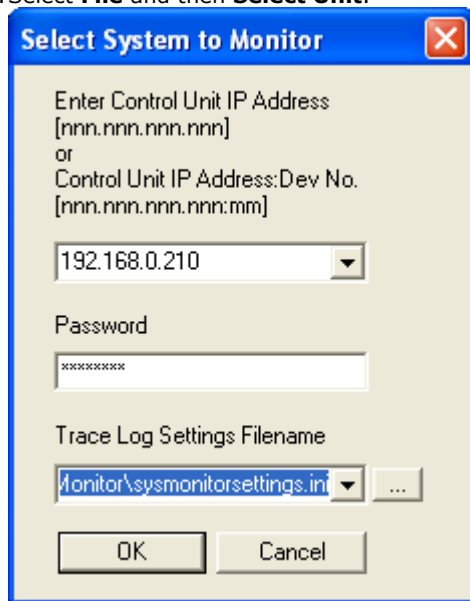 Select File and then Select Unit.
Select System to Monitor
Enter Control Unit IP Address
[nnn.nnn.nnn.nnn]
or
Control Unit IP Address:Dev No.
[nnn.nnn.nnn.nnn:mm]
192.168.0.210
Password
********
Trace Log Settings Filename
Monitor\sysmonitorsettings.ini
...
OK
Cancel